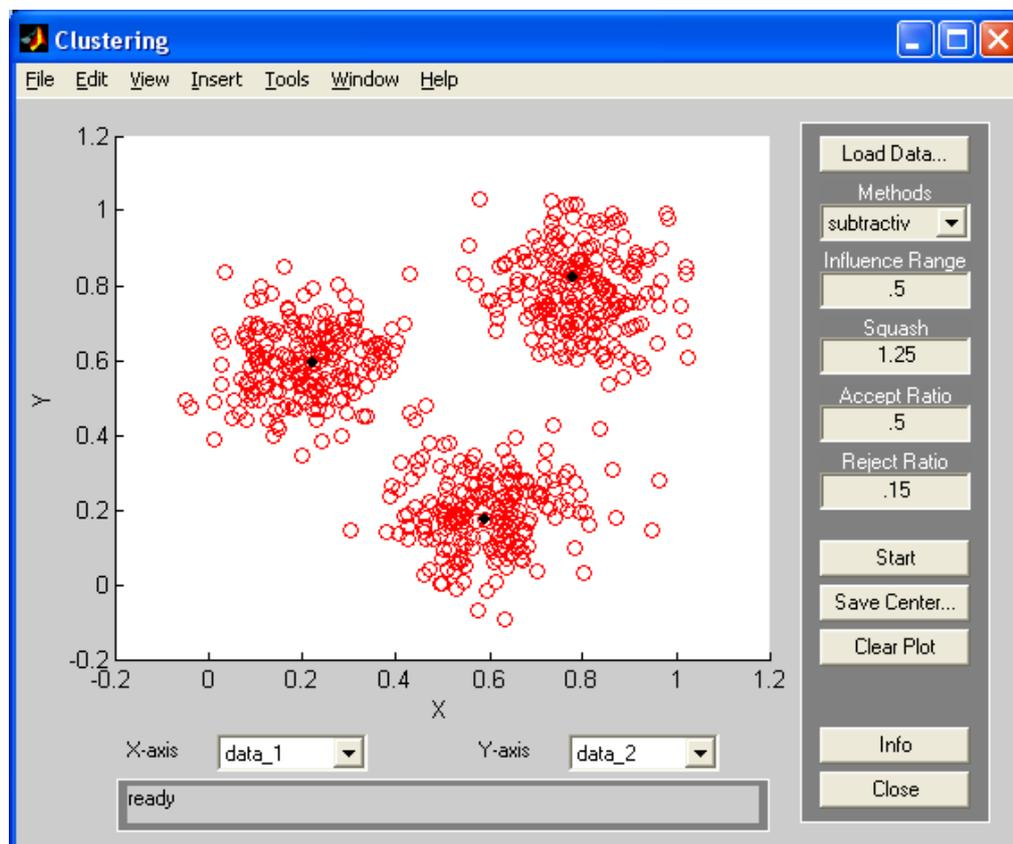 Clustering
File Edit View Insert Tools Window Help
1.2
1
0.8
0.6
0.4
0.2
0
-0.2
Y
-0.2 0 0.2 0.4 0.6 0.8 1 1.2
X
X-axis data_1 Y-axis data_2
ready
Load Data...
Methods
subtractiv
Influence Range
.5
Squash
1.25
Accept Ratio
.5
Reject Ratio
.15
Start
Save Center...
Clear Plot
Info
Close